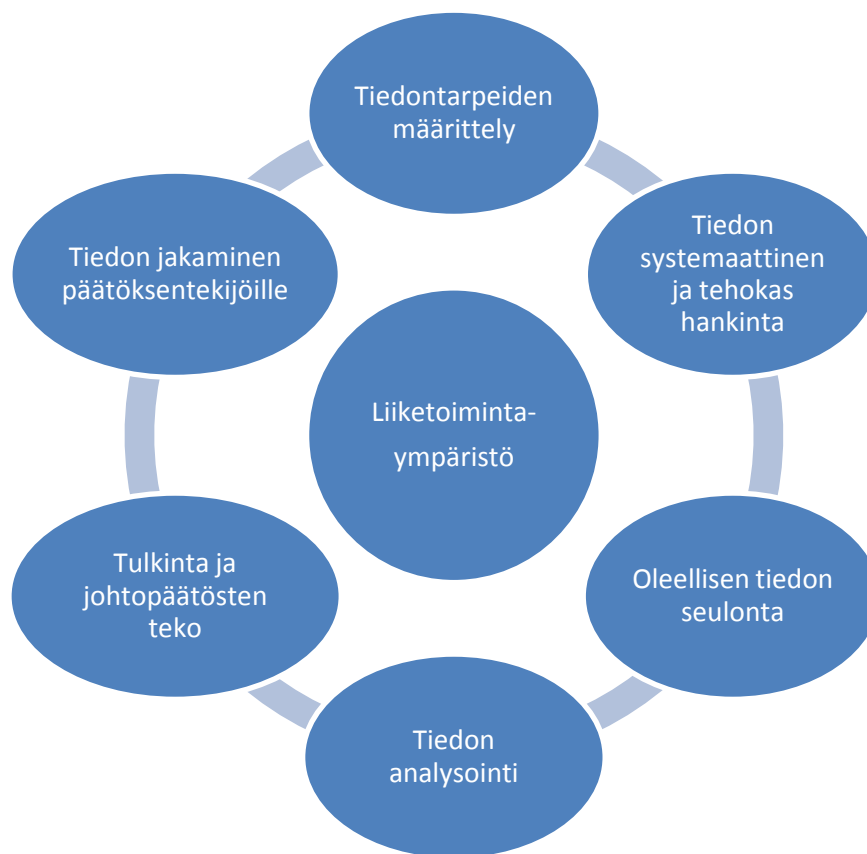 Tiedontarpeiden
määrittely
Tiedon
systemaattinen
ja tehokas
hankinta
Oleellisen tiedon
seulonta
Tiedon
analysointi
Tulkinta ja
johtopäätösten
teko
Tiedon jakaminen
päätöksentekijöille
Liiketoiminta-
ympäristö